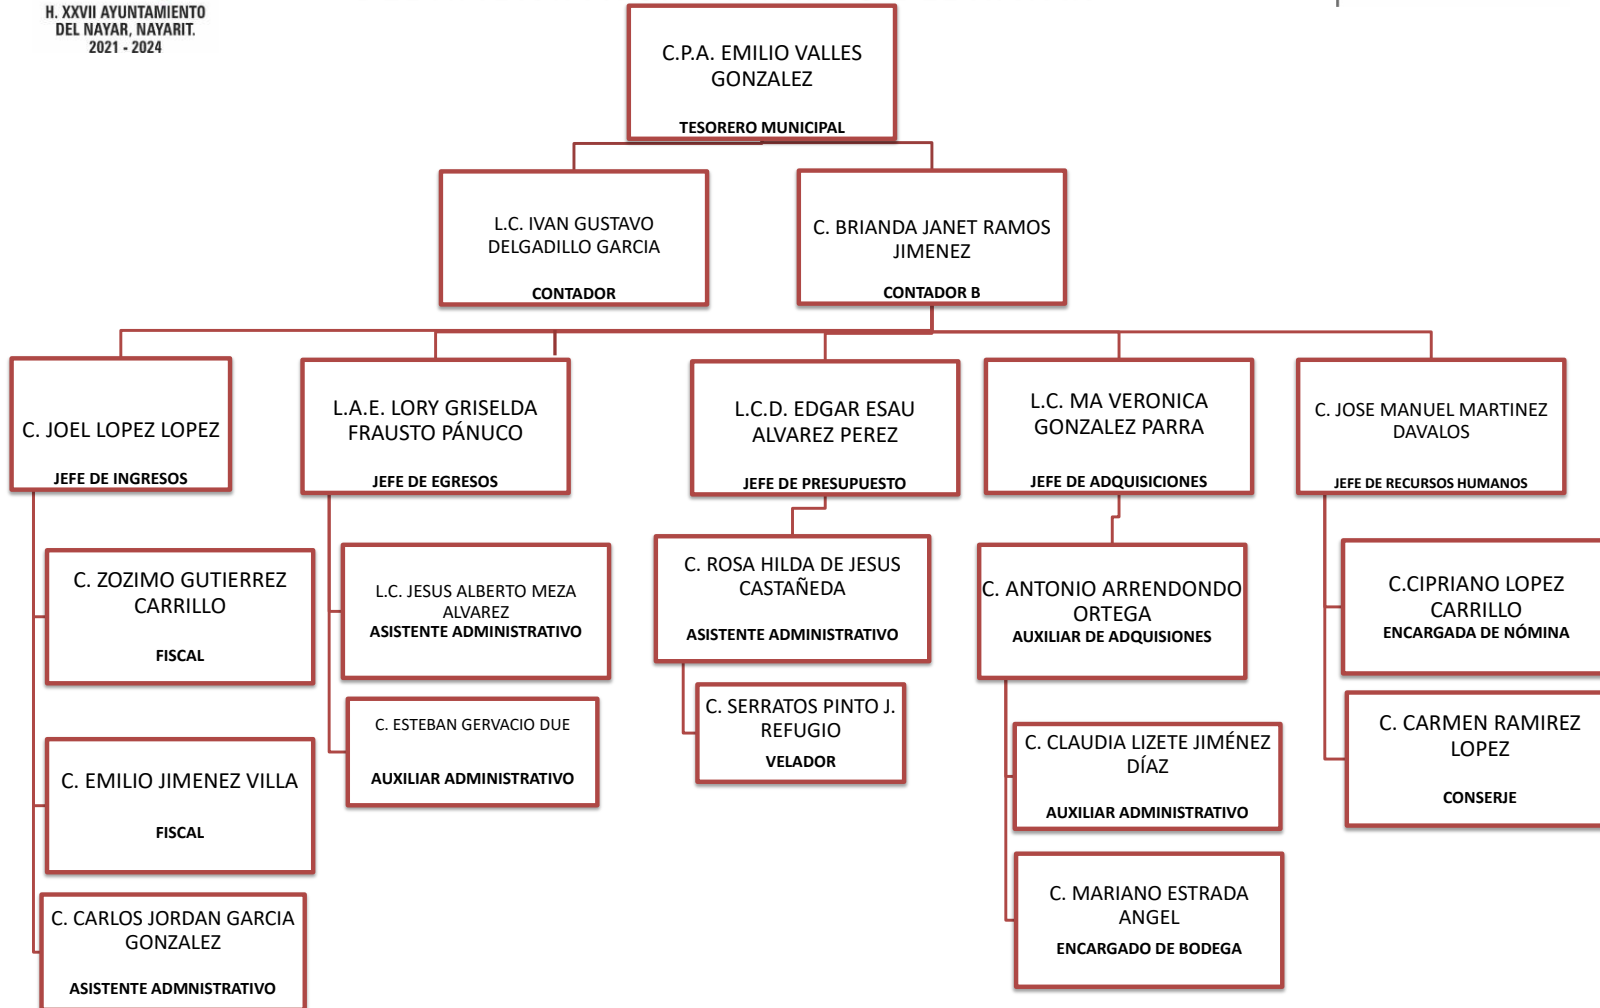 H. XXVII AYUNTAMIENTO
DEL NAYAR, NAYARIT.
2021 - 2024
C.P.A. EMILIO VALLES
GONZALEZ
TESORERO MUNICIPAL
L.C. IVAN GUSTAVO
DELGADILLO GARCIA
CONTADOR
C. BRIANDA JANET RAMOS
JIMENEZ
CONTADOR B
C. JOEL LOPEZ LOPEZ
JEFE DE INGRESOS
L.A.E. LORY GRISELDA
FRAUSTO PÁNUCO
JEFE DE EGRESOS
L.C.D. EDGAR ESAU
ALVAREZ PEREZ
JEFE DE PRESUPUESTO
L.C. MA VERONICA
GONZALEZ PARRA
JEFE DE ADQUISICIONES
C. JOSE MANUEL MARTINEZ
DAVALOS
JEFE DE RECURSOS HUMANOS
C. ZOZIMO GUTIERREZ
CARRILLO
FISCAL
L.C. JESUS ALBERTO MEZA
ALVAREZ
ASISTENTE ADMINISTRATIVO
C. ROSA HILDA DE JESUS
CASTAÑEDA
ASISTENTE ADMINISTRATIVO
C. ANTONIO ARRENDONDO
ORTEGA
AUXILIAR DE ADQUISIONES
C.CIPRIANO LOPEZ
CARRILLO
ENCARGADA DE NÓMINA
C. EMILIO JIMENEZ VILLA
FISCAL
C. ESTEBAN GERVACIO DUE
AUXILIAR ADMINISTRATIVO
C. SERRATOS PINTO J.
REFUGIO
VELADOR
C. CLAUDIA LIZETE JIMÉNEZ
DÍAZ
AUXILIAR ADMINISTRATIVO
C. CARMEN RAMIREZ
LOPEZ
CONSERJE
C. CARLOS JORDAN GARCIA
GONZALEZ
ASISTENTE ADMNISTRATIVO
C. MARIANO ESTRADA
ANGEL
ENCARGADO DE BODEGA